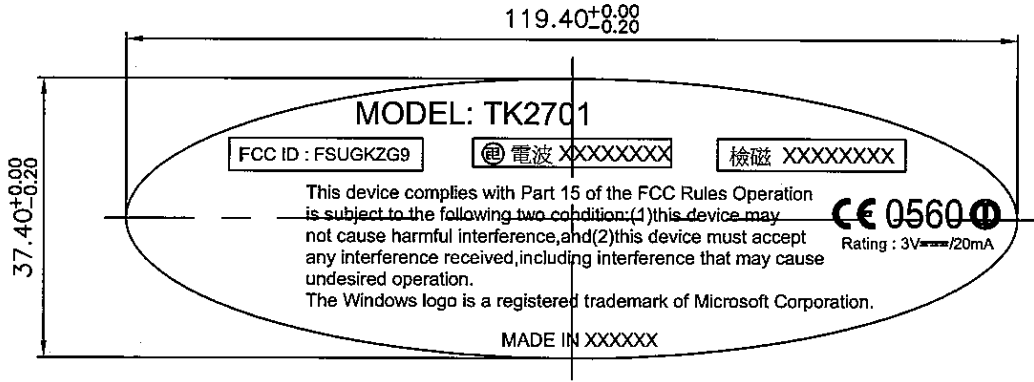 119.40+0.00 -0.20
37.40+0.00 -0.20
MODEL: TK2701
FCC ID : FSUGKZG9
電 電波 XXXXXXXX
檢磁 XXXXXXXX
This device complies with Part 15 of the FCC Rules Operation
is subject to the following two condition:(1)this device may
not cause harmful interference,and(2)this device must accept
any interference received,including interference that may cause
undesired operation.
The Windows logo is a registered trademark of Microsoft Corporation.
CE 0560
Rating : 3V⎓/20mA
MADE IN XXXXXX